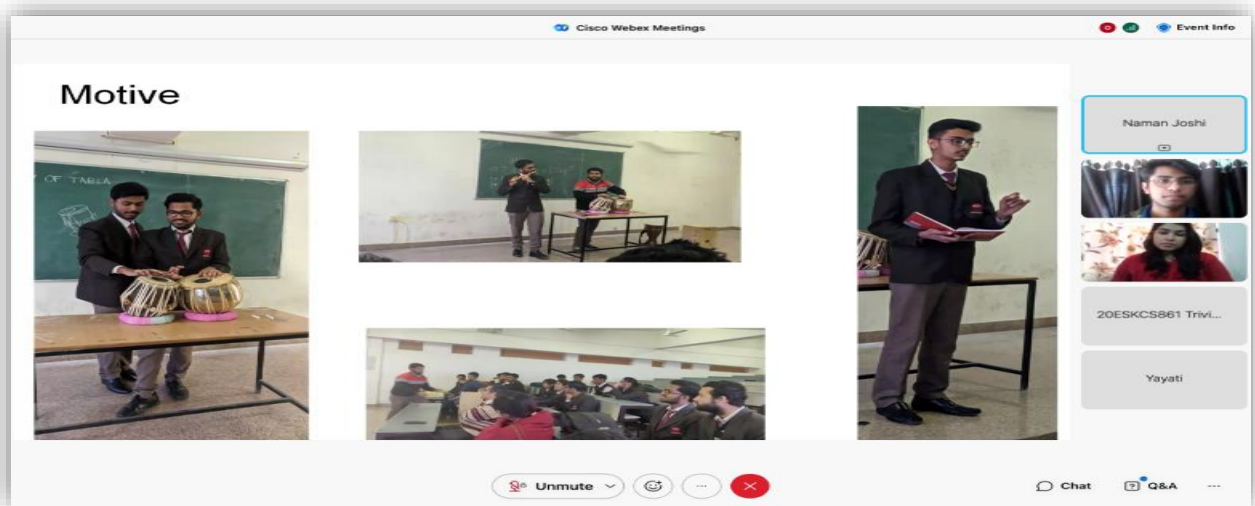 Cisco Webex Meetings
Event Info
Motive
OF TABLA
Naman Joshi
20ESKCS861 Trivi...
Yayati
Unmute
Chat
Q&A